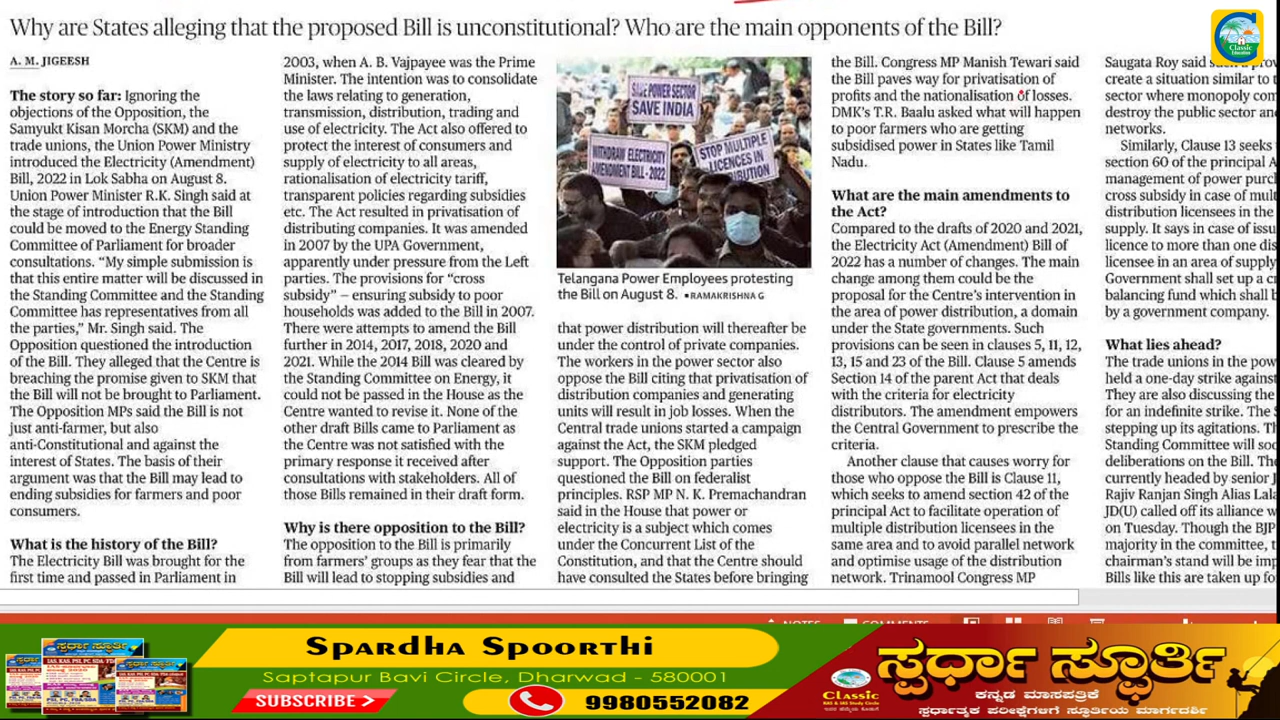 Why are States alleging that the proposed Bill is unconstitutional? Who are the main opponents of the Bill?
A. M. JIGEESH
The story so far: Ignoring the
objections of the Opposition, the
Samyukt Kisan Morcha (SKM) and the
trade unions, the Union Power Ministry
introduced the Electricity (Amendment)
Bill, 2022 in Lok Sabha on August 8.
Union Power Minister R.K. Singh said at
the stage of introduction that the Bill
could be moved to the Energy Standing
Committee of Parliament for broader
consultations. “My simple submission is
that this entire matter will be discussed in
the Standing Committee and the Standing
Committee has representatives from all
the parties,” Mr. Singh said. The
Opposition questioned the introduction
of the Bill. They alleged that the Centre is
breaching the promise given to SKM that
the Bill will not be brought to Parliament.
The Opposition MPs said the Bill is not
just anti-farmer, but also
anti-Constitutional and against the
interest of States. The basis of their
argument was that the Bill may lead to
ending subsidies for farmers and poor
consumers.
What is the history of the Bill?
The Electricity Bill was brought for the
first time and passed in Parliament in
2003, when A. B. Vajpayee was the Prime
Minister. The intention was to consolidate
the laws relating to generation,
transmission, distribution, trading and
use of electricity. The Act also offered to
protect the interest of consumers and
supply of electricity to all areas,
rationalisation of electricity tariff,
transparent policies regarding subsidies
etc. The Act resulted in privatisation of
distributing companies. It was amended
in 2007 by the UPA Government,
apparently under pressure from the Left
parties. The provisions for “cross
subsidy” – ensuring subsidy to poor
households was added to the Bill in 2007.
There were attempts to amend the Bill
further in 2014, 2017, 2018, 2020 and
2021. While the 2014 Bill was cleared by
the Standing Committee on Energy, it
could not be passed in the House as the
Centre wanted to revise it. None of the
other draft Bills came to Parliament as
the Centre was not satisfied with the
primary response it received after
consultations with stakeholders. All of
those Bills remained in their draft form.
Why is there opposition to the Bill?
The opposition to the Bill is primarily
from farmers’ groups as they fear that the
Bill will lead to stopping subsidies and
SAVE POWER SECTOR
SAVE INDIA
WITHDRAW ELECTRICITY
AMENDMENT BILL - 2022
STOP MULTIPLE
LICENCES IN
Telangana Power Employees protesting
the Bill on August 8. ▪RAMAKRISHNA G
that power distribution will thereafter be
under the control of private companies.
The workers in the power sector also
oppose the Bill citing that privatisation of
distribution companies and generating
units will result in job losses. When the
Central trade unions started a campaign
against the Act, the SKM pledged
support. The Opposition parties
questioned the Bill on federalist
principles. RSP MP N. K. Premachandran
said in the House that power or
electricity is a subject which comes
under the Concurrent List of the
Constitution, and that the Centre should
have consulted the States before bringing
the Bill. Congress MP Manish Tewari said
the Bill paves way for privatisation of
profits and the nationalisation of losses.
DMK’s T.R. Baalu asked what will happen
to poor farmers who are getting
subsidised power in States like Tamil
Nadu.
What are the main amendments to
the Act?
Compared to the drafts of 2020 and 2021,
the Electricity Act (Amendment) Bill of
2022 has a number of changes. The main
change among them could be the
proposal for the Centre’s intervention in
the area of power distribution, a domain
under the State governments. Such
provisions can be seen in clauses 5, 11, 12,
13, 15 and 23 of the Bill. Clause 5 amends
Section 14 of the parent Act that deals
with the criteria for electricity
distributors. The amendment empowers
the Central Government to prescribe the
criteria.
Another clause that causes worry for
those who oppose the Bill is Clause 11,
which seeks to amend section 42 of the
principal Act to facilitate operation of
multiple distribution licensees in the
same area and to avoid parallel network
and optimise usage of the distribution
network. Trinamool Congress MP
Saugata Roy said
create a situation similar to
sector where monopoly
destroy the public sector
networks.
Similarly, Clause 13 seeks
section 60 of the principal
management of power
cross subsidy in case of
distribution licensees in the
supply. It says in case of
licence to more than one
licensee in an area of supply
Government shall set up a
balancing fund which shall
by a government company.
What lies ahead?
The trade unions in the
held a one-day strike against
They are also discussing the
for an indefinite strike. The
stepping up its agitations.
Standing Committee will
deliberations on the Bill.
currently headed by senior
Rajiv Ranjan Singh Alias
JD(U) called off its alliance
on Tuesday. Though the BJP
majority in the committee,
chairman’s stand will be
Bills like this are taken up
Classic
Education
NOTES COMMENTS
SPARDHA SPOORTHI
Saptapur Bavi Circle, Dharwad - 580001
SUBSCRIBE
9980552082
Classic
IAS & KAS Study Circle
ಸ್ಪರ್ಧಾ ಸ್ಫೂರ್ತಿ
ಕನ್ನಡ ಮಾಸಪತ್ರಿಕೆ
ಸ್ಪರ್ಧಾತ್ಮಕ ಪರೀಕ್ಷೆಗಳಿಗೆ ಸ್ಫೂರ್ತಿಯ ಮಾರ್ಗದರ್ಶಿ